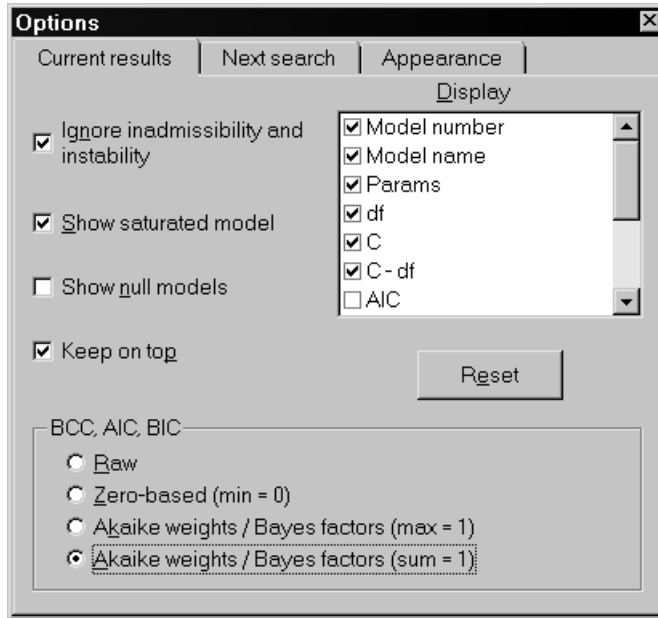 Options
Current results
Next search
Appearance
Display
Ignore inadmissibility and
instability
Show saturated model
Show null models
Keep on top
Model number
Model name
Params
df
C
C - df
AIC
Reset
BCC, AIC, BIC
Raw
Zero-based (min = 0)
Akaike weights / Bayes factors (max = 1)
Akaike weights / Bayes factors (sum = 1)